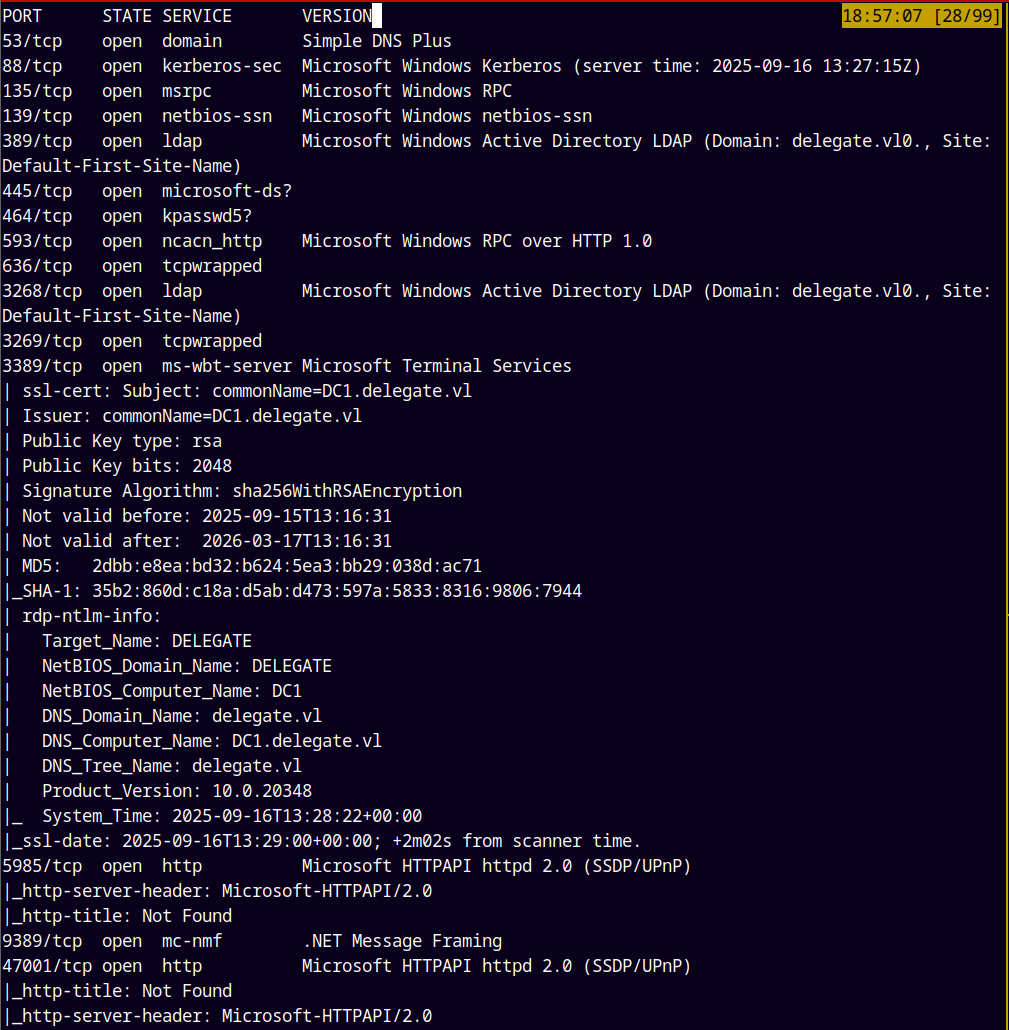 PORT      STATE SERVICE       VERSION 18:57:07 [28/99]
53/tcp    open  domain        Simple DNS Plus
88/tcp    open  kerberos-sec  Microsoft Windows Kerberos (server time: 2025-09-16 13:27:15Z)
135/tcp   open  msrpc         Microsoft Windows RPC
139/tcp   open  netbios-ssn   Microsoft Windows netbios-ssn
389/tcp   open  ldap          Microsoft Windows Active Directory LDAP (Domain: delegate.vl0., Site:
Default-First-Site-Name)
445/tcp   open  microsoft-ds?
464/tcp   open  kpasswd5?
593/tcp   open  ncacn_http    Microsoft Windows RPC over HTTP 1.0
636/tcp   open  tcpwrapped
3268/tcp  open  ldap          Microsoft Windows Active Directory LDAP (Domain: delegate.vl0., Site:
Default-First-Site-Name)
3269/tcp  open  tcpwrapped
3389/tcp  open  ms-wbt-server Microsoft Terminal Services
| ssl-cert: Subject: commonName=DC1.delegate.vl
| Issuer: commonName=DC1.delegate.vl
| Public Key type: rsa
| Public Key bits: 2048
| Signature Algorithm: sha256WithRSAEncryption
| Not valid before: 2025-09-15T13:16:31
| Not valid after:  2026-03-17T13:16:31
| MD5:   2dbb:e8ea:bd32:b624:5ea3:bb29:038d:ac71
|_SHA-1: 35b2:860d:c18a:d5ab:d473:597a:5833:8316:9806:7944
| rdp-ntlm-info:
|   Target_Name: DELEGATE
|   NetBIOS_Domain_Name: DELEGATE
|   NetBIOS_Computer_Name: DC1
|   DNS_Domain_Name: delegate.vl
|   DNS_Computer_Name: DC1.delegate.vl
|   DNS_Tree_Name: delegate.vl
|   Product_Version: 10.0.20348
|_  System_Time: 2025-09-16T13:28:22+00:00
|_ssl-date: 2025-09-16T13:29:00+00:00; +2m02s from scanner time.
5985/tcp  open  http          Microsoft HTTPAPI httpd 2.0 (SSDP/UPnP)
|_http-server-header: Microsoft-HTTPAPI/2.0
|_http-title: Not Found
9389/tcp  open  mc-nmf        .NET Message Framing
47001/tcp open  http          Microsoft HTTPAPI httpd 2.0 (SSDP/UPnP)
|_http-title: Not Found
|_http-server-header: Microsoft-HTTPAPI/2.0